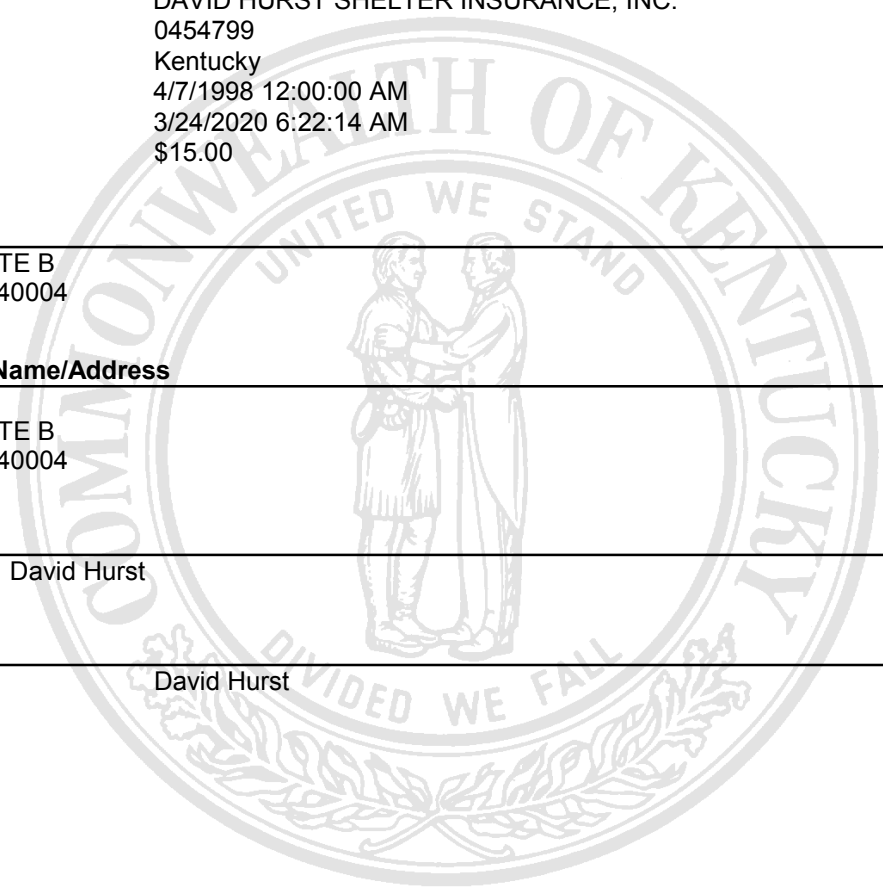 DAVID HURST SHELTER INSURANCE, INC.
0454799
Kentucky
4/7/1998 12:00:00 AM
3/24/2020 6:22:14 AM
$15.00
TE B
40004
Name/Address
TE B
40004
David Hurst
David Hurst
COMMONWEALTH OF KENTUCKY
UNITED WE STAND
DIVIDED WE FALL